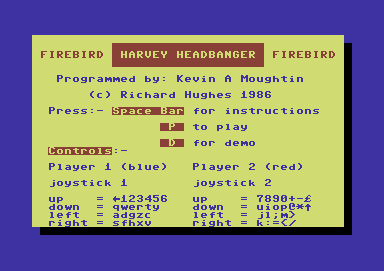 FIREBIRD HARVEY HEADBANGER FIREBIRD
Programmed by: Kevin A Moughtin
(c) Richard Hughes 1986
Press:- Space Bar for instructions
P to play
D for demo
Controls:-
Player 1 (blue) Player 2 (red)
joystick 1 joystick 2
up = ←123456 up = 7890+-£
down = qwerty down = uiop@*↑
left = adgzc left = jl;m>
right = sfhxv right = k:=</